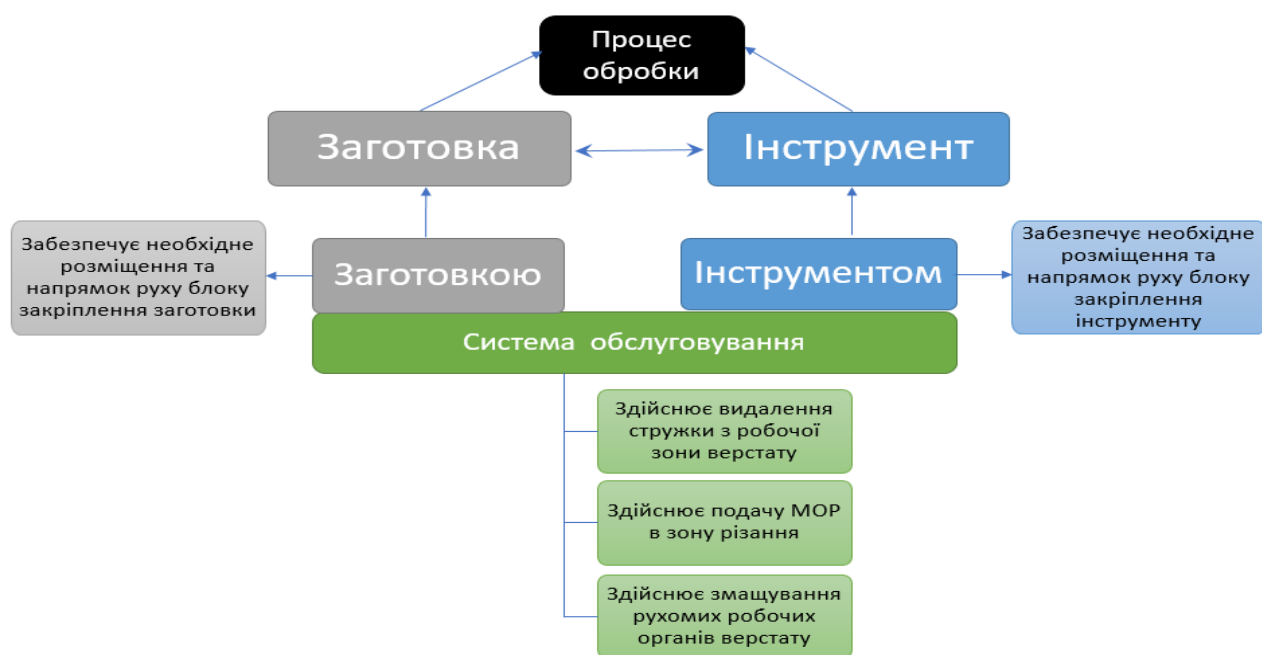 Процес
обробки
Заготовка
Інструмент
Забезпечує необхідне
розміщення та
напрямок руху блоку
закріплення заготовки
Заготовкою
Інструментом
Забезпечує необхідне
розміщення та
напрямок руху блоку
закріплення
інструменту
Система обслуговування
Здійснює видалення
стружки з робочої
зони верстату
Здійснює подачу МОР
в зону різання
Здійснює змащування
рухомих робочих
органів верстату